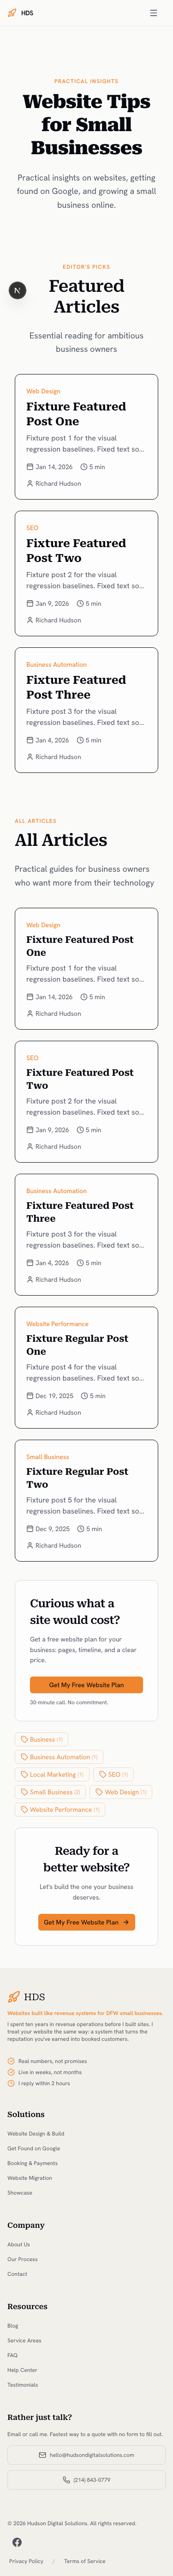 HDS
PRACTICAL INSIGHTS
Website Tips
for Small
Businesses
Practical insights on websites, getting
found on Google, and growing a small
business online.
EDITOR'S PICKS
N
Featured
Articles
Essential reading for ambitious
business owners
Web Design
Fixture Featured
Post One
Fixture post 1 for the visual
regression baselines. Fixed text so...
Jan 14, 2026 5 min
Richard Hudson
SEO
Fixture Featured
Post Two
Fixture post 2 for the visual
regression baselines. Fixed text so...
Jan 9, 2026 5 min
Richard Hudson
Business Automation
Fixture Featured
Post Three
Fixture post 3 for the visual
regression baselines. Fixed text so...
Jan 4, 2026 5 min
Richard Hudson
ALL ARTICLES
All Articles
Practical guides for business owners
who want more from their technology
Web Design
Fixture Featured Post
One
Fixture post 1 for the visual
regression baselines. Fixed text so...
Jan 14, 2026 5 min
Richard Hudson
SEO
Fixture Featured Post
Two
Fixture post 2 for the visual
regression baselines. Fixed text so...
Jan 9, 2026 5 min
Richard Hudson
Business Automation
Fixture Featured Post
Three
Fixture post 3 for the visual
regression baselines. Fixed text so...
Jan 4, 2026 5 min
Richard Hudson
Website Performance
Fixture Regular Post
One
Fixture post 4 for the visual
regression baselines. Fixed text so...
Dec 19, 2025 5 min
Richard Hudson
Small Business
Fixture Regular Post
Two
Fixture post 5 for the visual
regression baselines. Fixed text so...
Dec 9, 2025 5 min
Richard Hudson
Curious what a
site would cost?
Get a free website plan for your
business: pages, timeline, and a clear
price.
Get My Free Website Plan
30-minute call. No commitment.
Business (1)
Business Automation (1)
Local Marketing (1) SEO (1)
Small Business (2) Web Design (1)
Website Performance (1)
Ready for a
better website?
Let's build the one your business
deserves.
Get My Free Website Plan
HDS
Websites built like revenue systems for DFW small businesses.
I spent ten years in revenue operations before I built sites. I
treat your website the same way: a system that turns the
reputation you've earned into booked customers.
Real numbers, not promises
Live in weeks, not months
I reply within 2 hours
Solutions
Website Design & Build
Get Found on Google
Booking & Payments
Website Migration
Showcase
Company
About Us
Our Process
Contact
Resources
Blog
Service Areas
FAQ
Help Center
Testimonials
Rather just talk?
Email or call me. Fastest way to a quote with no form to fill out.
hello@hudsondigitalsolutions.com
(214) 843-0779
© 2026 Hudson Digital Solutions. All rights reserved.
Privacy Policy / Terms of Service